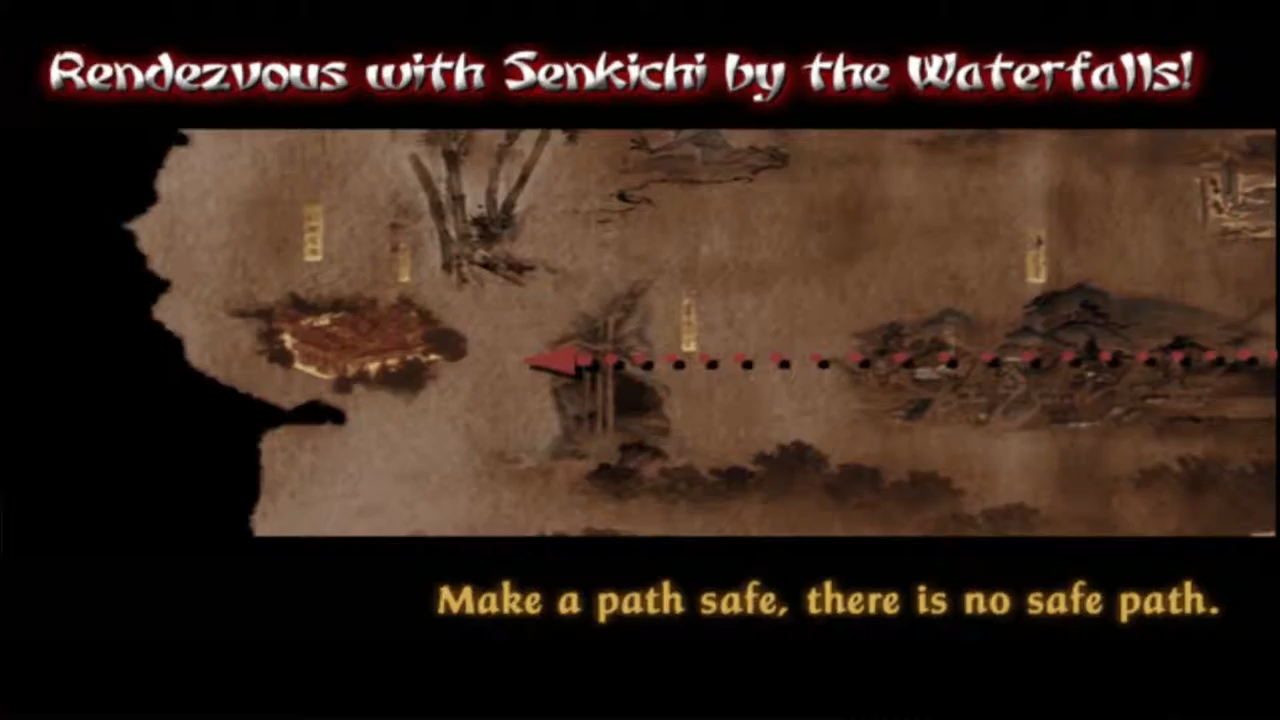 Rendezvous with Senkichi by the Waterfalls!
Make a path safe, there is no safe path.